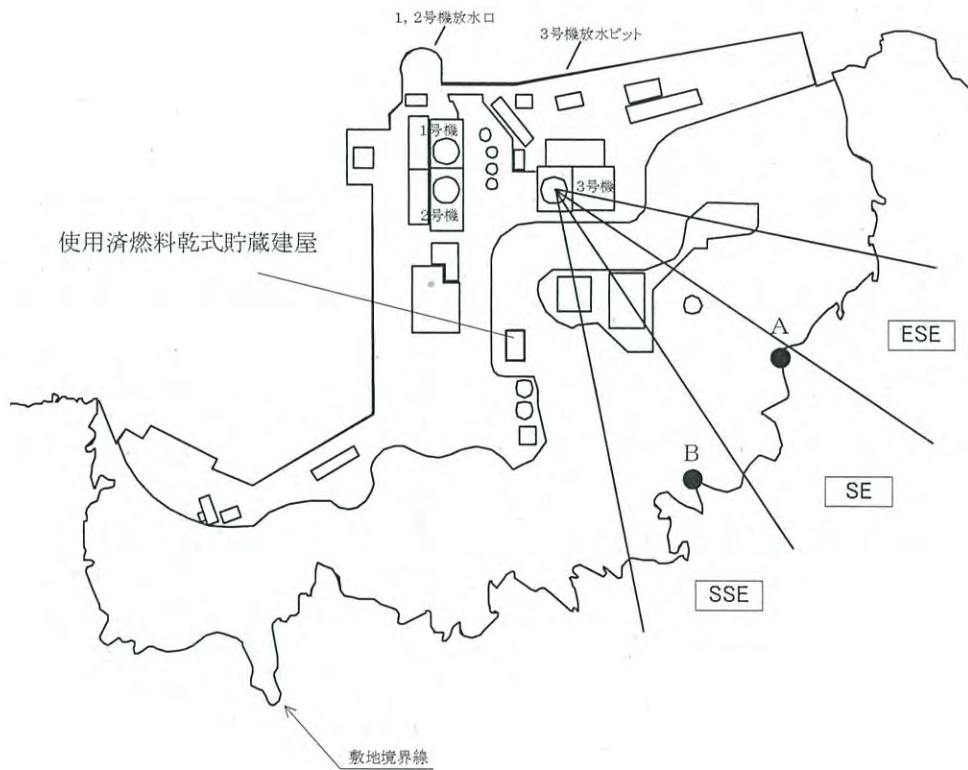 1, 2号機放水口
3号機放水ピット
1号機
2号機
3号機
使用済燃料乾式貯蔵建屋
A
ESE
B
SE
SSE
敷地境界線